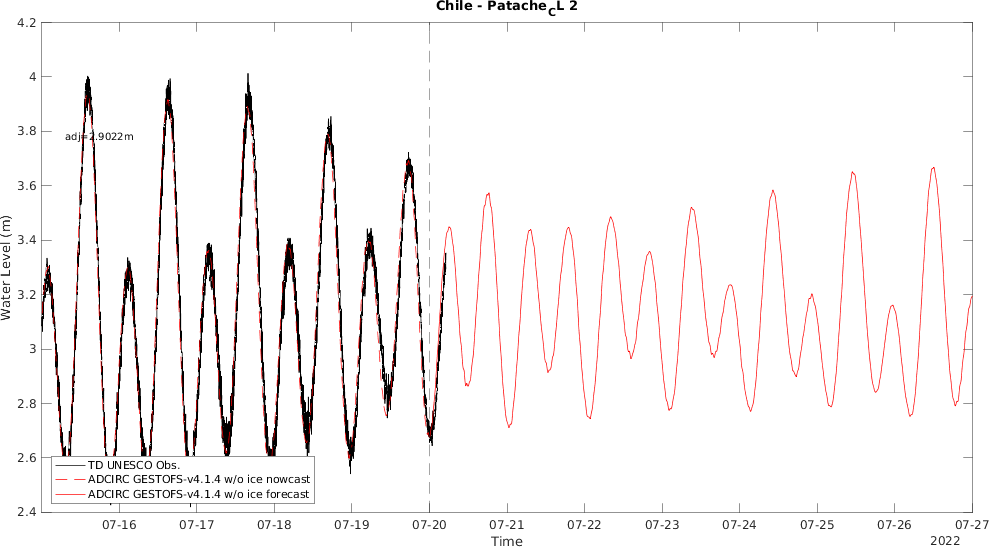 Chile - Patache_CL 2
4.2
4
3.8
3.6
3.4
3.2
3
2.8
2.6
2.4
Water Level (m)
adj=2.9022m
TD UNESCO Obs.
ADCIRC GESTOFS-v4.1.4 w/o ice nowcast
ADCIRC GESTOFS-v4.1.4 w/o ice forecast
07-16 07-17 07-18 07-19 07-20 07-21 07-22 07-23 07-24 07-25 07-26 07-27
Time
2022